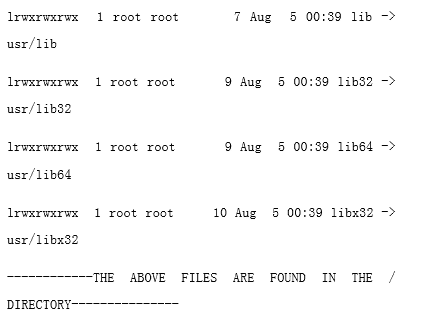 lrwxrwxrwx 1 root root 7 Aug 5 00:39 lib ->
usr/lib
lrwxrwxrwx 1 root root 9 Aug 5 00:39 lib32 ->
usr/lib32
lrwxrwxrwx 1 root root 9 Aug 5 00:39 lib64 ->
usr/lib64
lrwxrwxrwx 1 root root 10 Aug 5 00:39 libx32 ->
usr/libx32
------------THE ABOVE FILES ARE FOUND IN THE /
DIRECTORY---------------